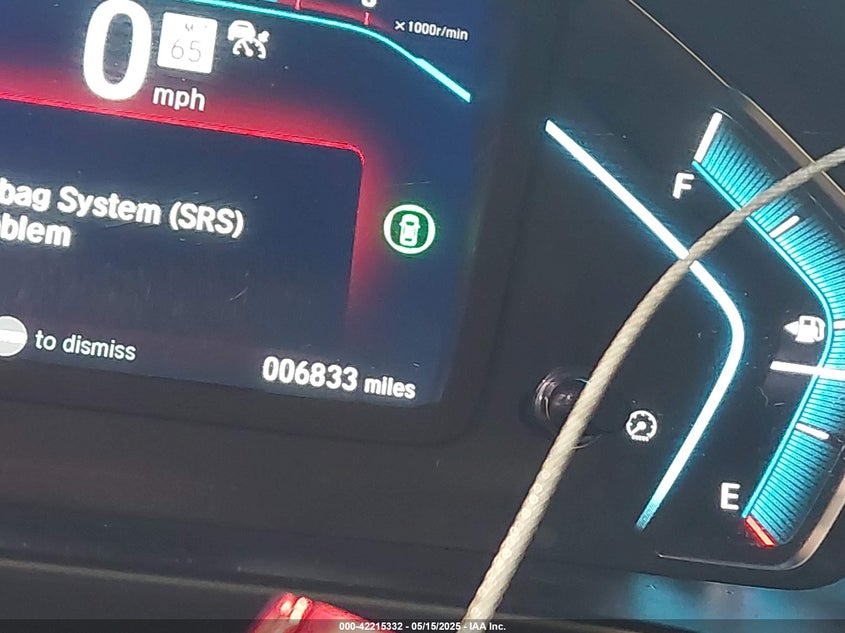 ×1000r/min
0
65
mph
F
bag System (SRS)
blem
to dismiss
006833 miles
E
000-42215332 - 05/15/2025 - IAA Inc.